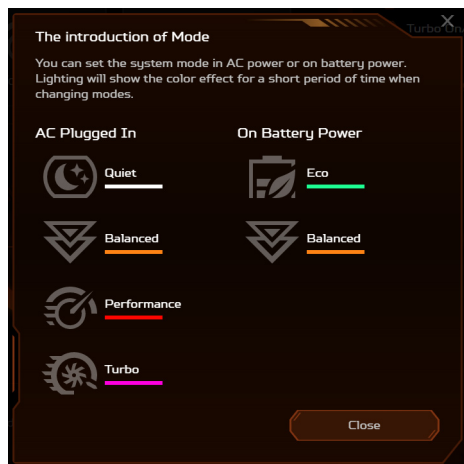 Turbo On
The introduction of Mode
You can set the system mode in AC power or on battery power.
Lighting will show the color effect for a short period of time when
changing modes.
AC Plugged In
On Battery Power
Quiet
Eco
Balanced
Balanced
Performance
Turbo
Close